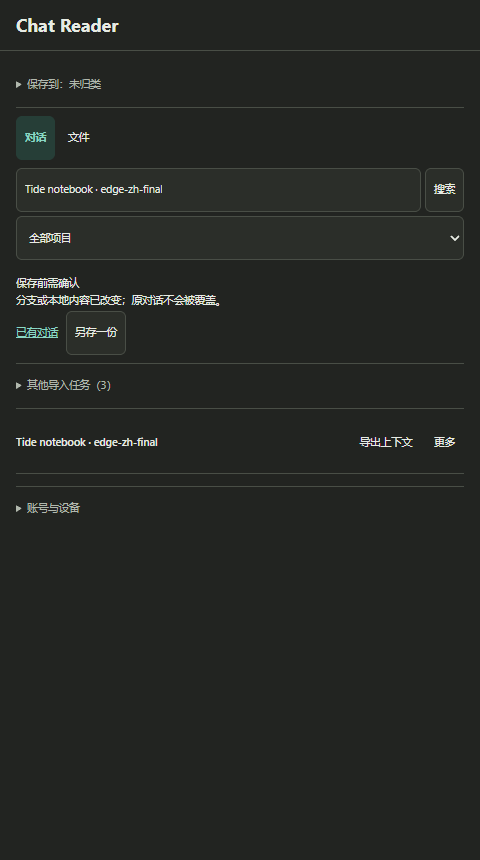 Chat Reader
保存到：未归类
对话 文件
Tide notebook · edge-zh-final 搜索
全部项目
保存前需确认
分支或本地内容已改变；原对话不会被覆盖。
已有对话 另存一份
其他导入任务（3）
Tide notebook · edge-zh-final 导出上下文 更多
账号与设备